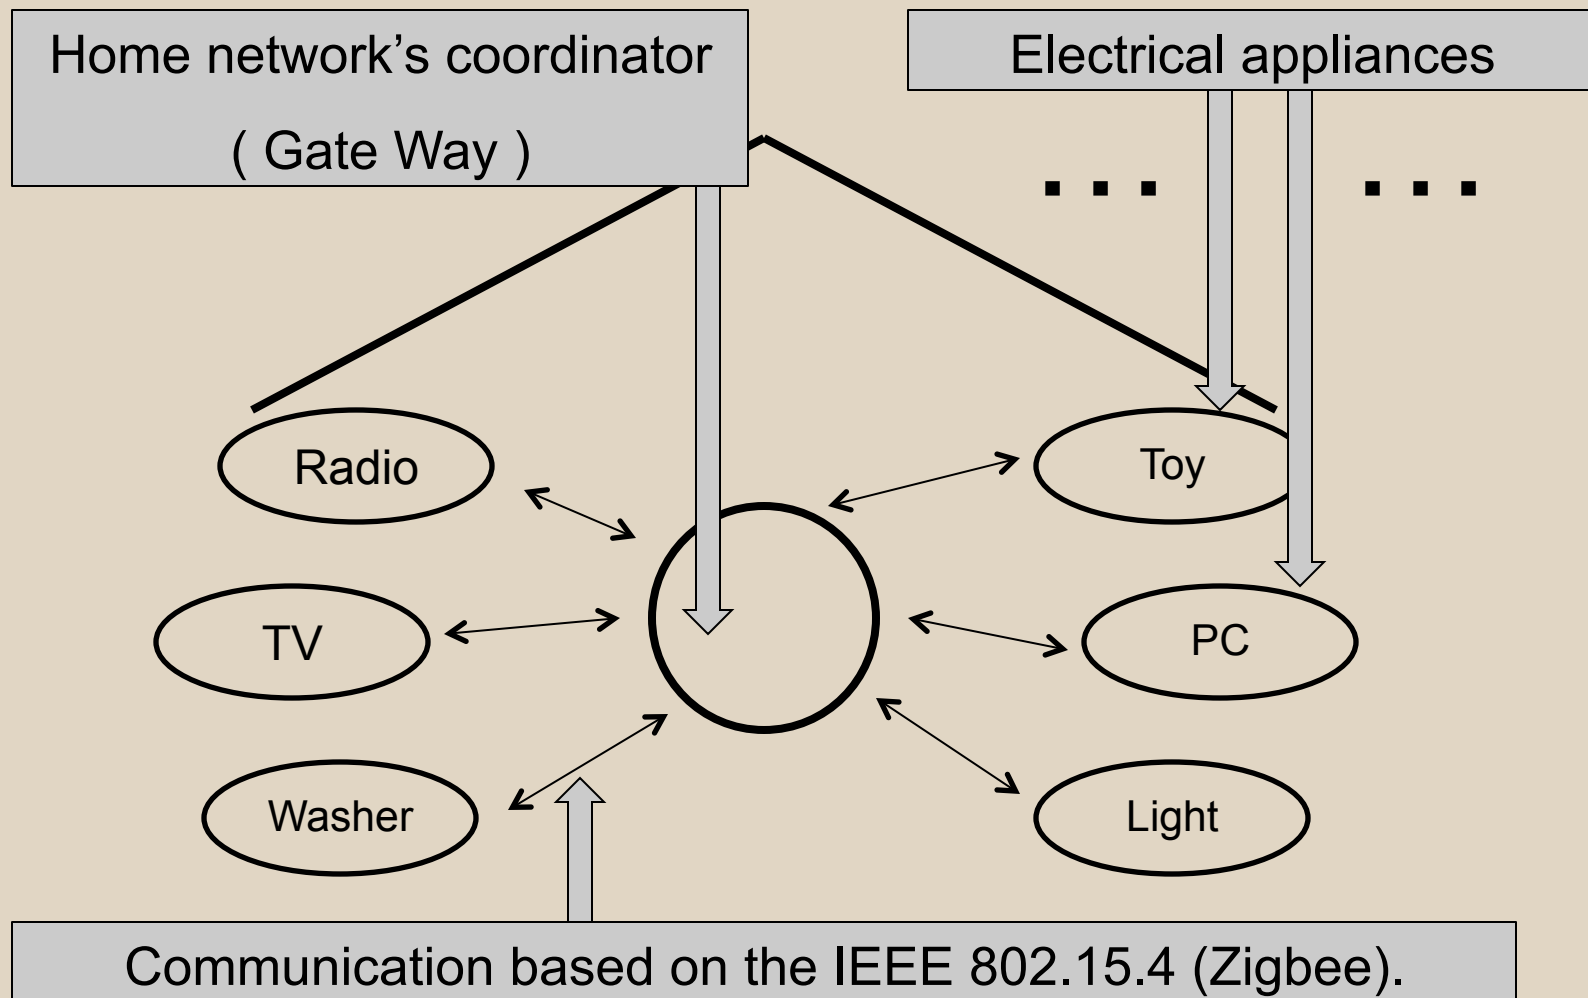 Home network’s coordinator
( Gate Way )
Electrical appliances
... ...
Radio
Toy
TV
PC
Washer
Light
Communication based on the IEEE 802.15.4 (Zigbee).